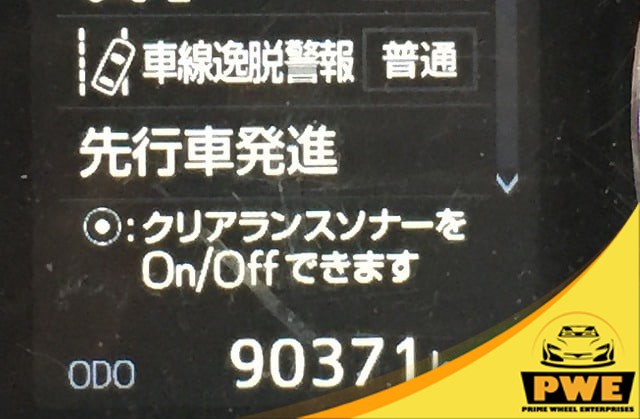 車線逸脱警報 普通
先行車発進
⦿:クリアランスソナーを
On/Offできます
ODO 90371
PWE
PRIME WHEEL ENTERPRISES